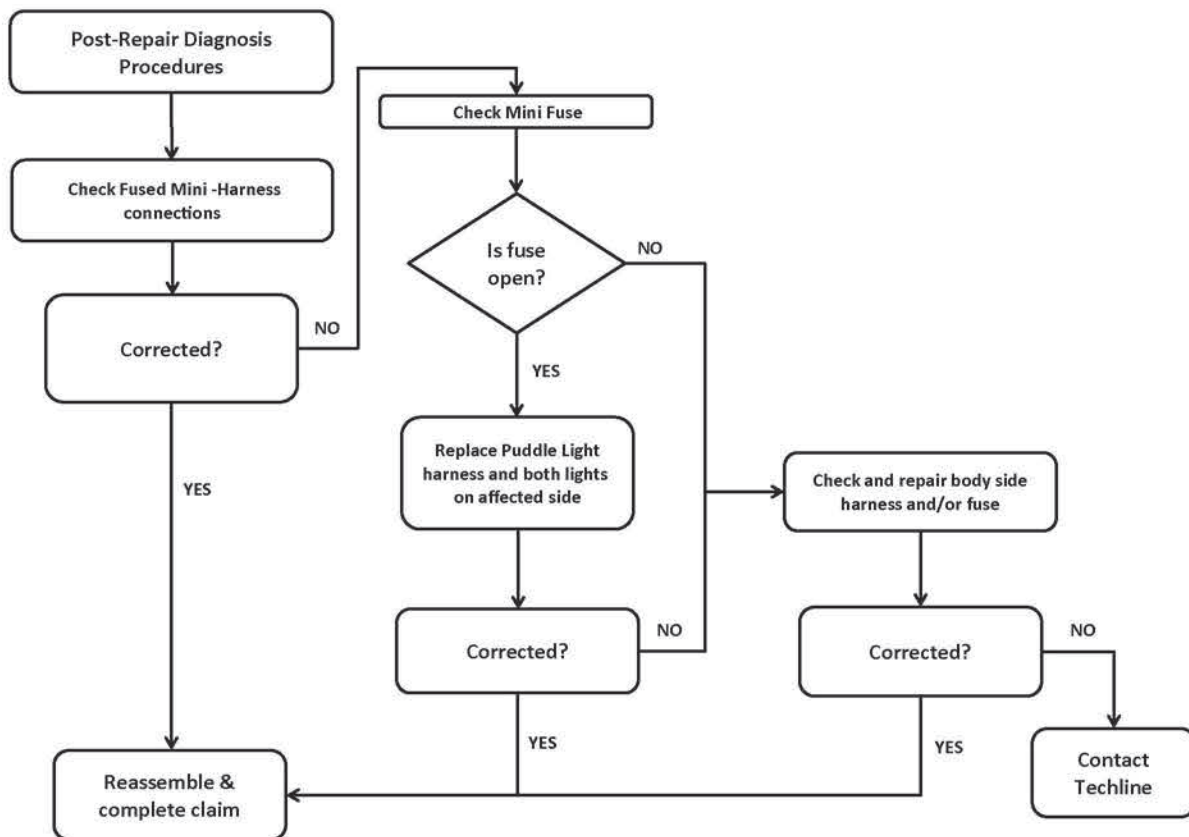 Post-Repair Diagnosis
Procedures
Check Fused Mini -Harness
connections
Corrected?
NO
YES
Reassemble &
complete claim
Check Mini Fuse
Is fuse
open?
NO
YES
Replace Puddle Light
harness and both lights
on affected side
Corrected?
NO
YES
Check and repair body side
harness and/or fuse
Corrected?
NO
YES
Contact
Techline